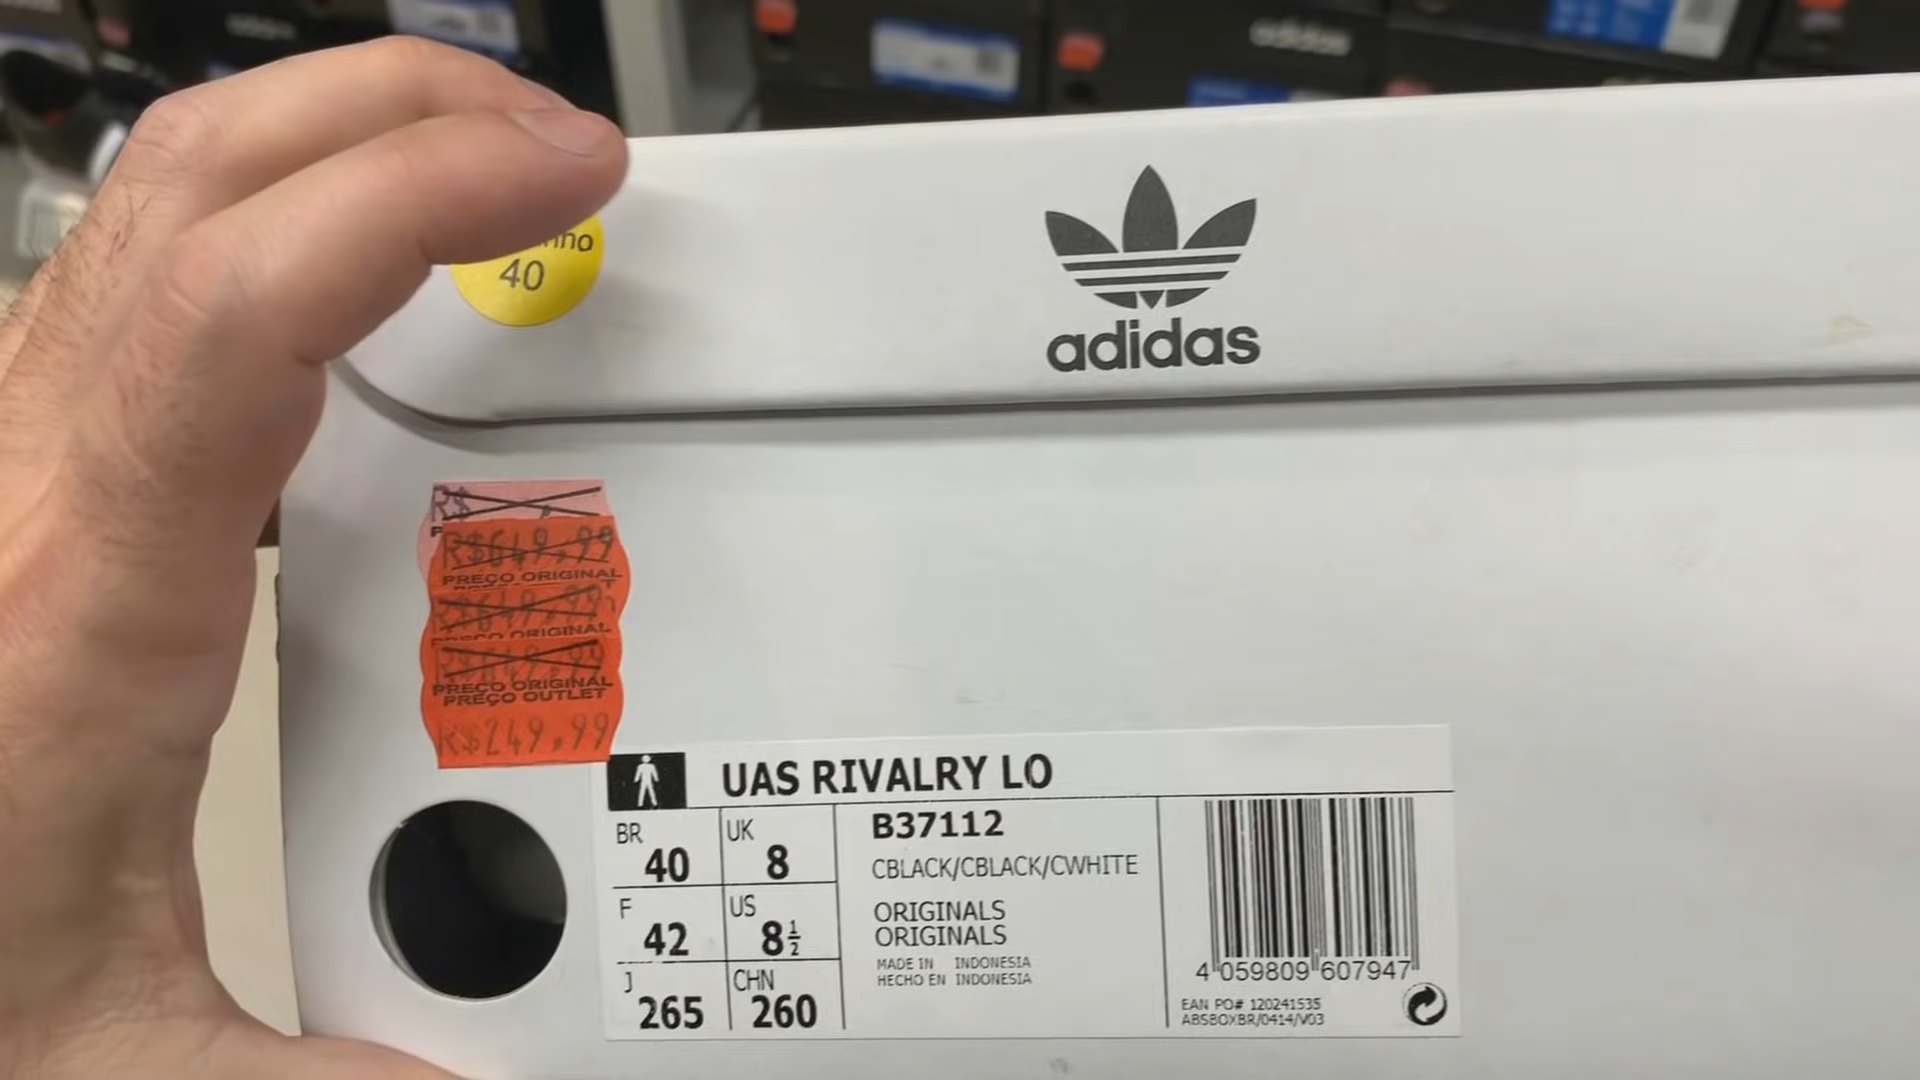 adidas
40
adidas
R$
R$649,99
PREÇO ORIGINAL
PREÇO ORIGINAL
PREÇO ORIGINAL
PREÇO OUTLET
R$249,99
UAS RIVALRY LO
BR 40 UK 8
F 42 US 8½
J 265 CHN 260
B37112
CBLACK/CBLACK/CWHITE
ORIGINALS
ORIGINALS
MADE IN INDONESIA
HECHO EN INDONESIA
4 059809 607947
EAN PO# 120241535
ABSBOXBR/0414/V03